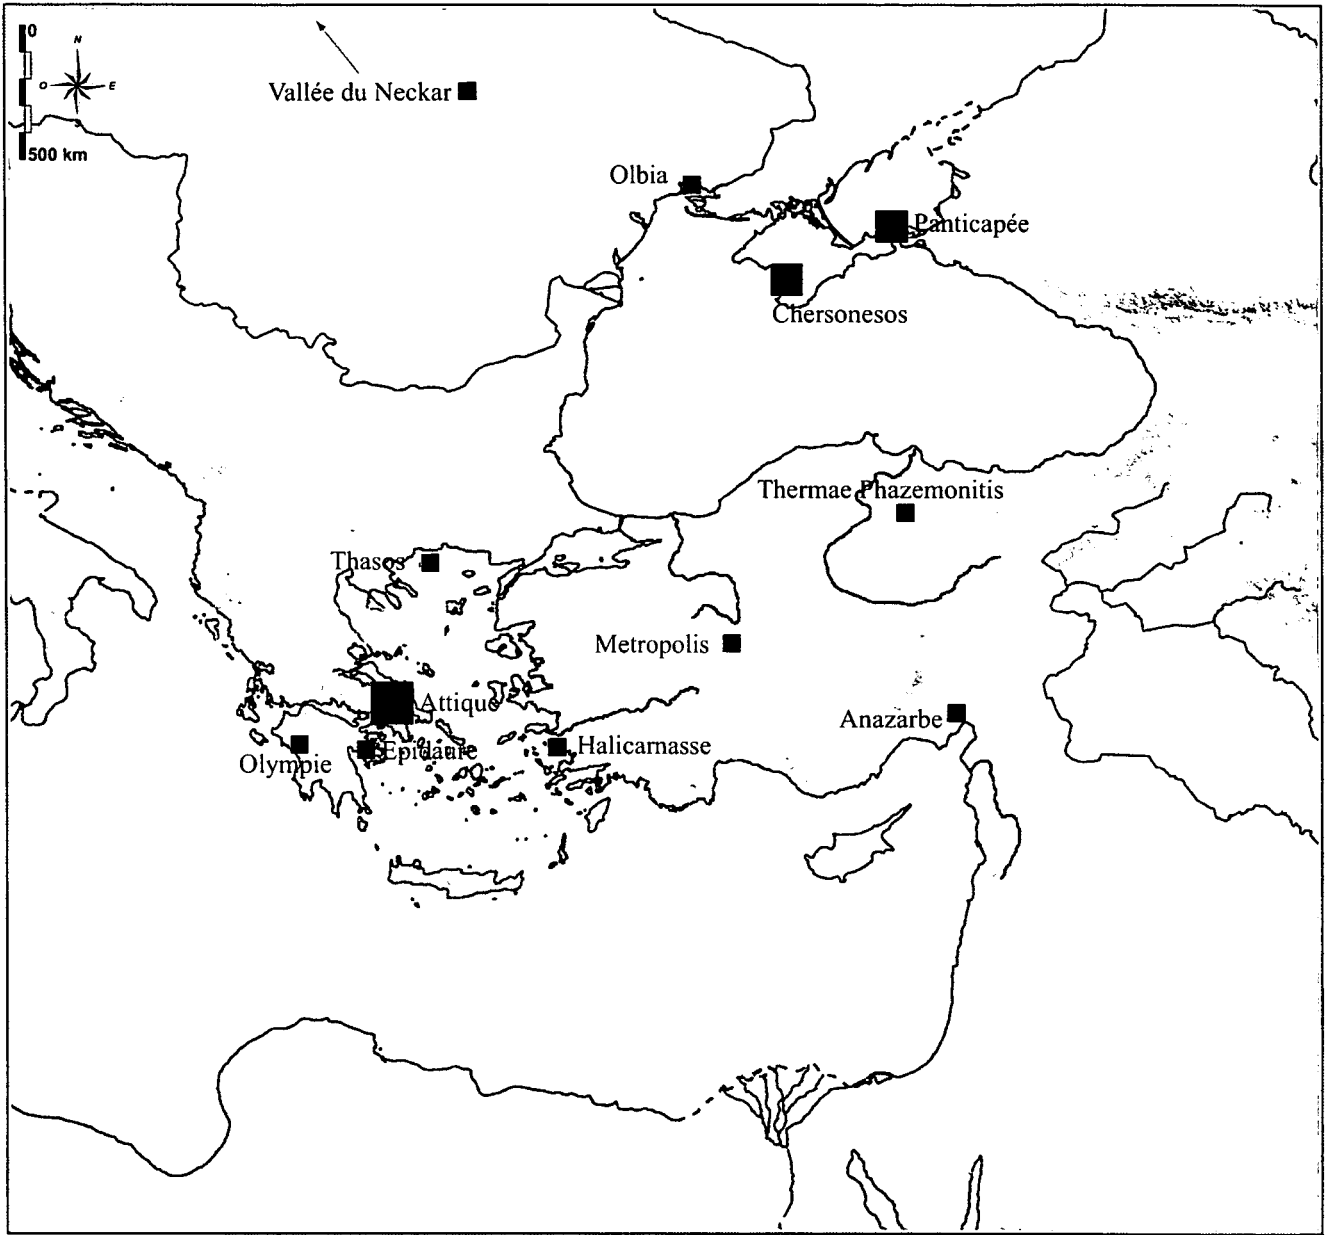 0
N
O
E
S
500 km
Vallée du Neckar
Olbia
Panticapée
Chersonesos
Thermae Phazemonitis
Thasos
Metropolis
Attique
Anazarbe
Epidaure
Halicarnasse
Olympie